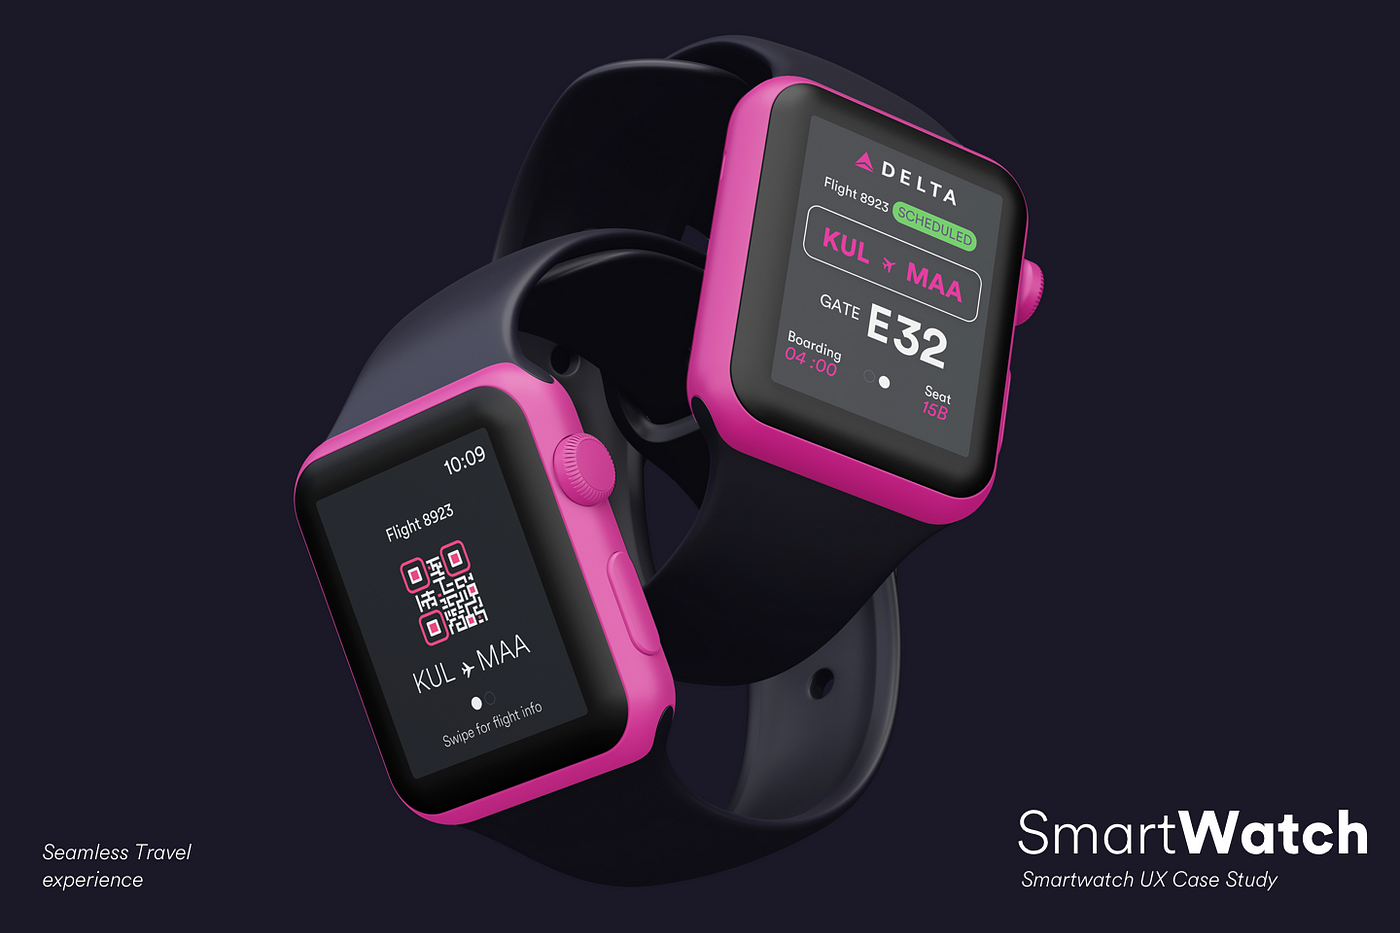 DELTA
Flight 8923 SCHEDULED
KUL MAA
GATE E32
Boarding
04 :00
Seat
15B
10:09
Flight 8923
KUL MAA
Swipe for flight info
Seamless Travel
experience
SmartWatch
Smartwatch UX Case Study